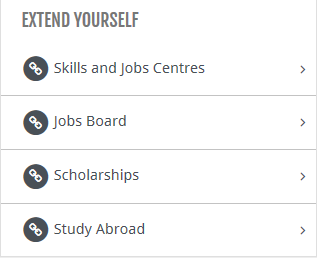 EXTEND YOURSELF
Skills and Jobs Centres
Jobs Board
Scholarships
Study Abroad